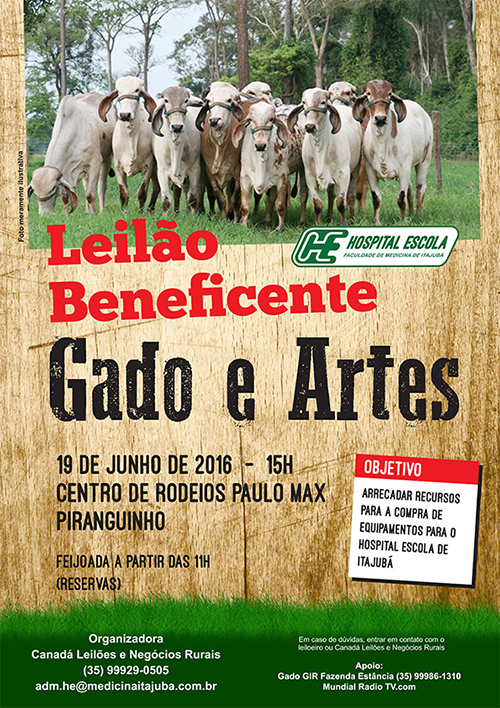 Foto meramente ilustrativa
Leilão
Beneficente
HE HOSPITAL ESCOLA
FACULDADE DE MEDICINA DE ITAJUBÁ
Gado e Artes
19 DE JUNHO DE 2016 - 15H
CENTRO DE RODEIOS PAULO MAX
PIRANGUINHO
FEIJOADA A PARTIR DAS 11H
(RESERVAS)
OBJETIVO
ARRECADAR RECURSOS
PARA A COMPRA DE
EQUIPAMENTOS PARA O
HOSPITAL ESCOLA DE
ITAJUBÁ
Organizadora
Canadá Leilões e Negócios Rurais
(35) 99929-0505
adm.he@medicinaitajuba.com.br
Em caso de dúvidas, entrar em contato com o
leiloeiro ou Canadá Leilões e Negócios Rurais
Apoio:
Gado GIR Fazenda Estância (35) 99986-1310
Mundial Radio TV.com